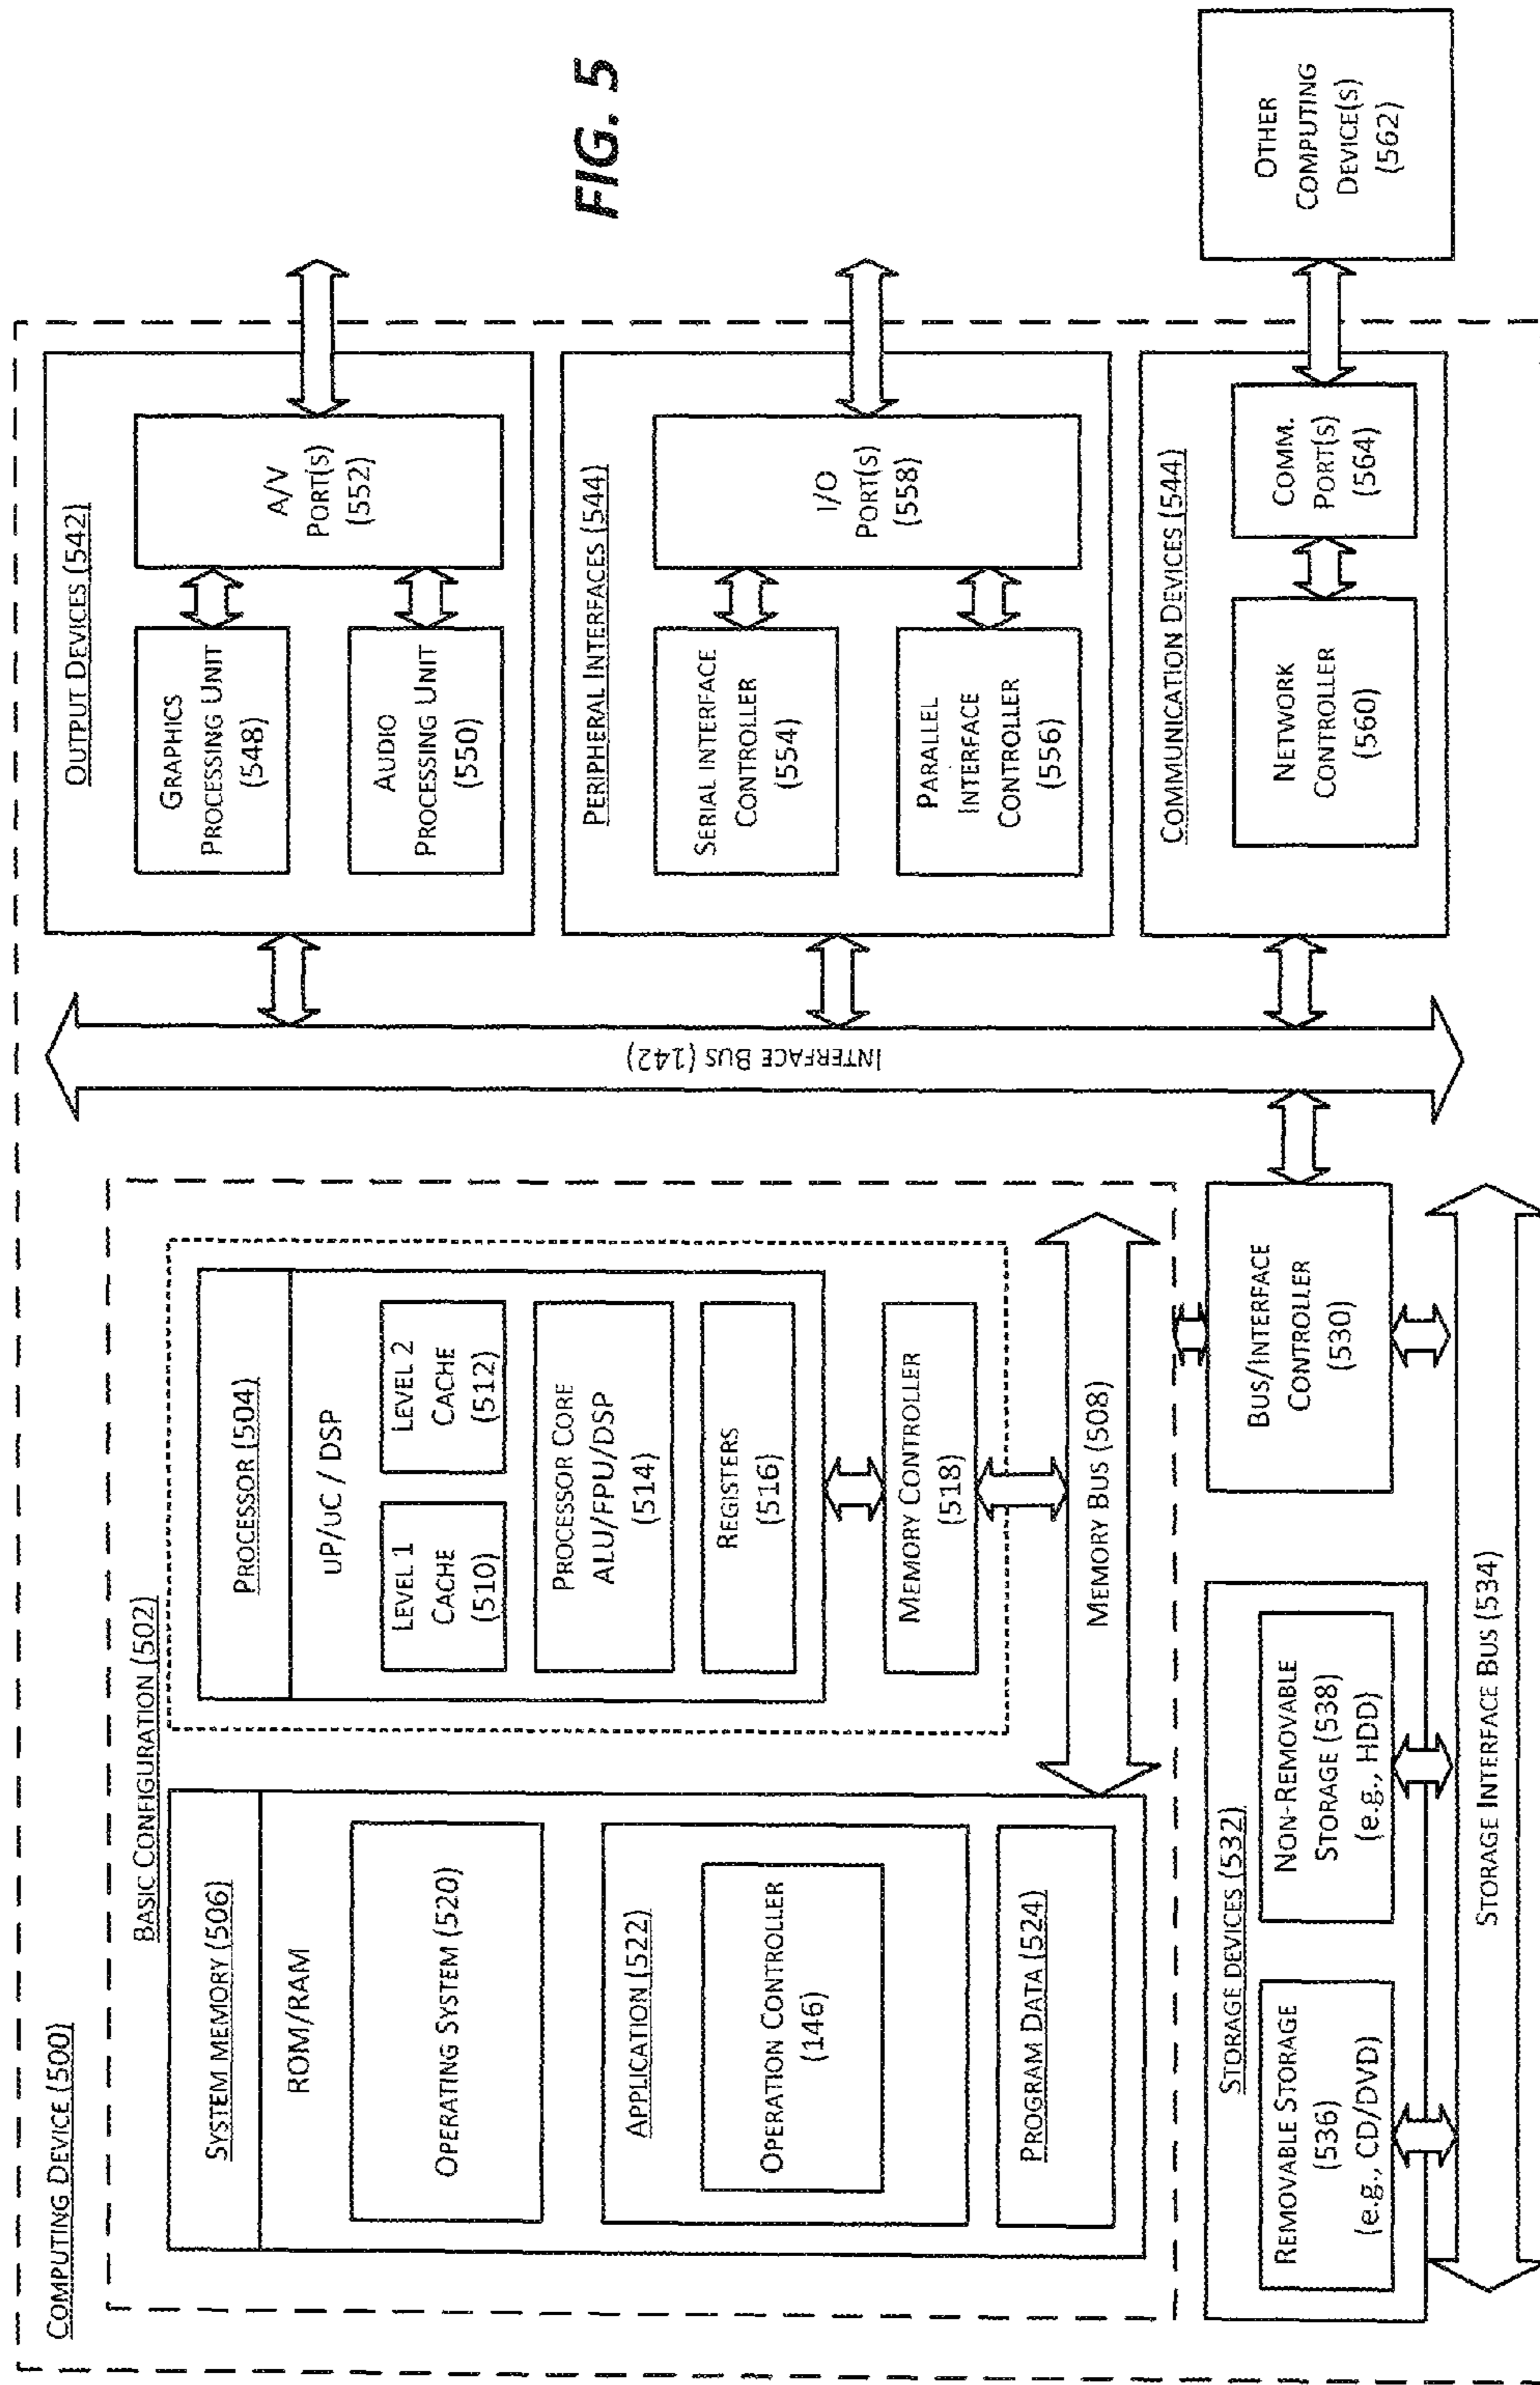 COMPUTING DEVICE (500)
BASIC CONFIGURATION (502)
SYSTEM MEMORY (506)
ROM/RAM
OPERATING SYSTEM (520)
APPLICATION (522)
OPERATION CONTROLLER
(146)
PROGRAM DATA (524)
PROCESSOR (504)
uP/uC / DSP
LEVEL 1
CACHE
(510)
LEVEL 2
CACHE
(512)
PROCESSOR CORE
ALU/FPU/DSP
(514)
REGISTERS
(516)
MEMORY CONTROLLER
(518)
MEMORY BUS (508)
STORAGE DEVICES (532)
REMOVABLE STORAGE
(536)
(e.g., CD/DVD)
NON-REMOVABLE
STORAGE (538)
(e.g., HDD)
BUS/INTERFACE
CONTROLLER
(530)
STORAGE INTERFACE BUS (534)
INTERFACE BUS (142)
OUTPUT DEVICES (542)
GRAPHICS
PROCESSING UNIT
(548)
AUDIO
PROCESSING UNIT
(550)
A/V
PORT(S)
(552)
PERIPHERAL INTERFACES (544)
SERIAL INTERFACE
CONTROLLER
(554)
PARALLEL
INTERFACE
CONTROLLER
(556)
I/O
PORT(S)
(558)
COMMUNICATION DEVICES (544)
NETWORK
CONTROLLER
(560)
COMM.
PORT(S)
(564)
OTHER
COMPUTING
DEVICE(S)
(562)
FIG. 5